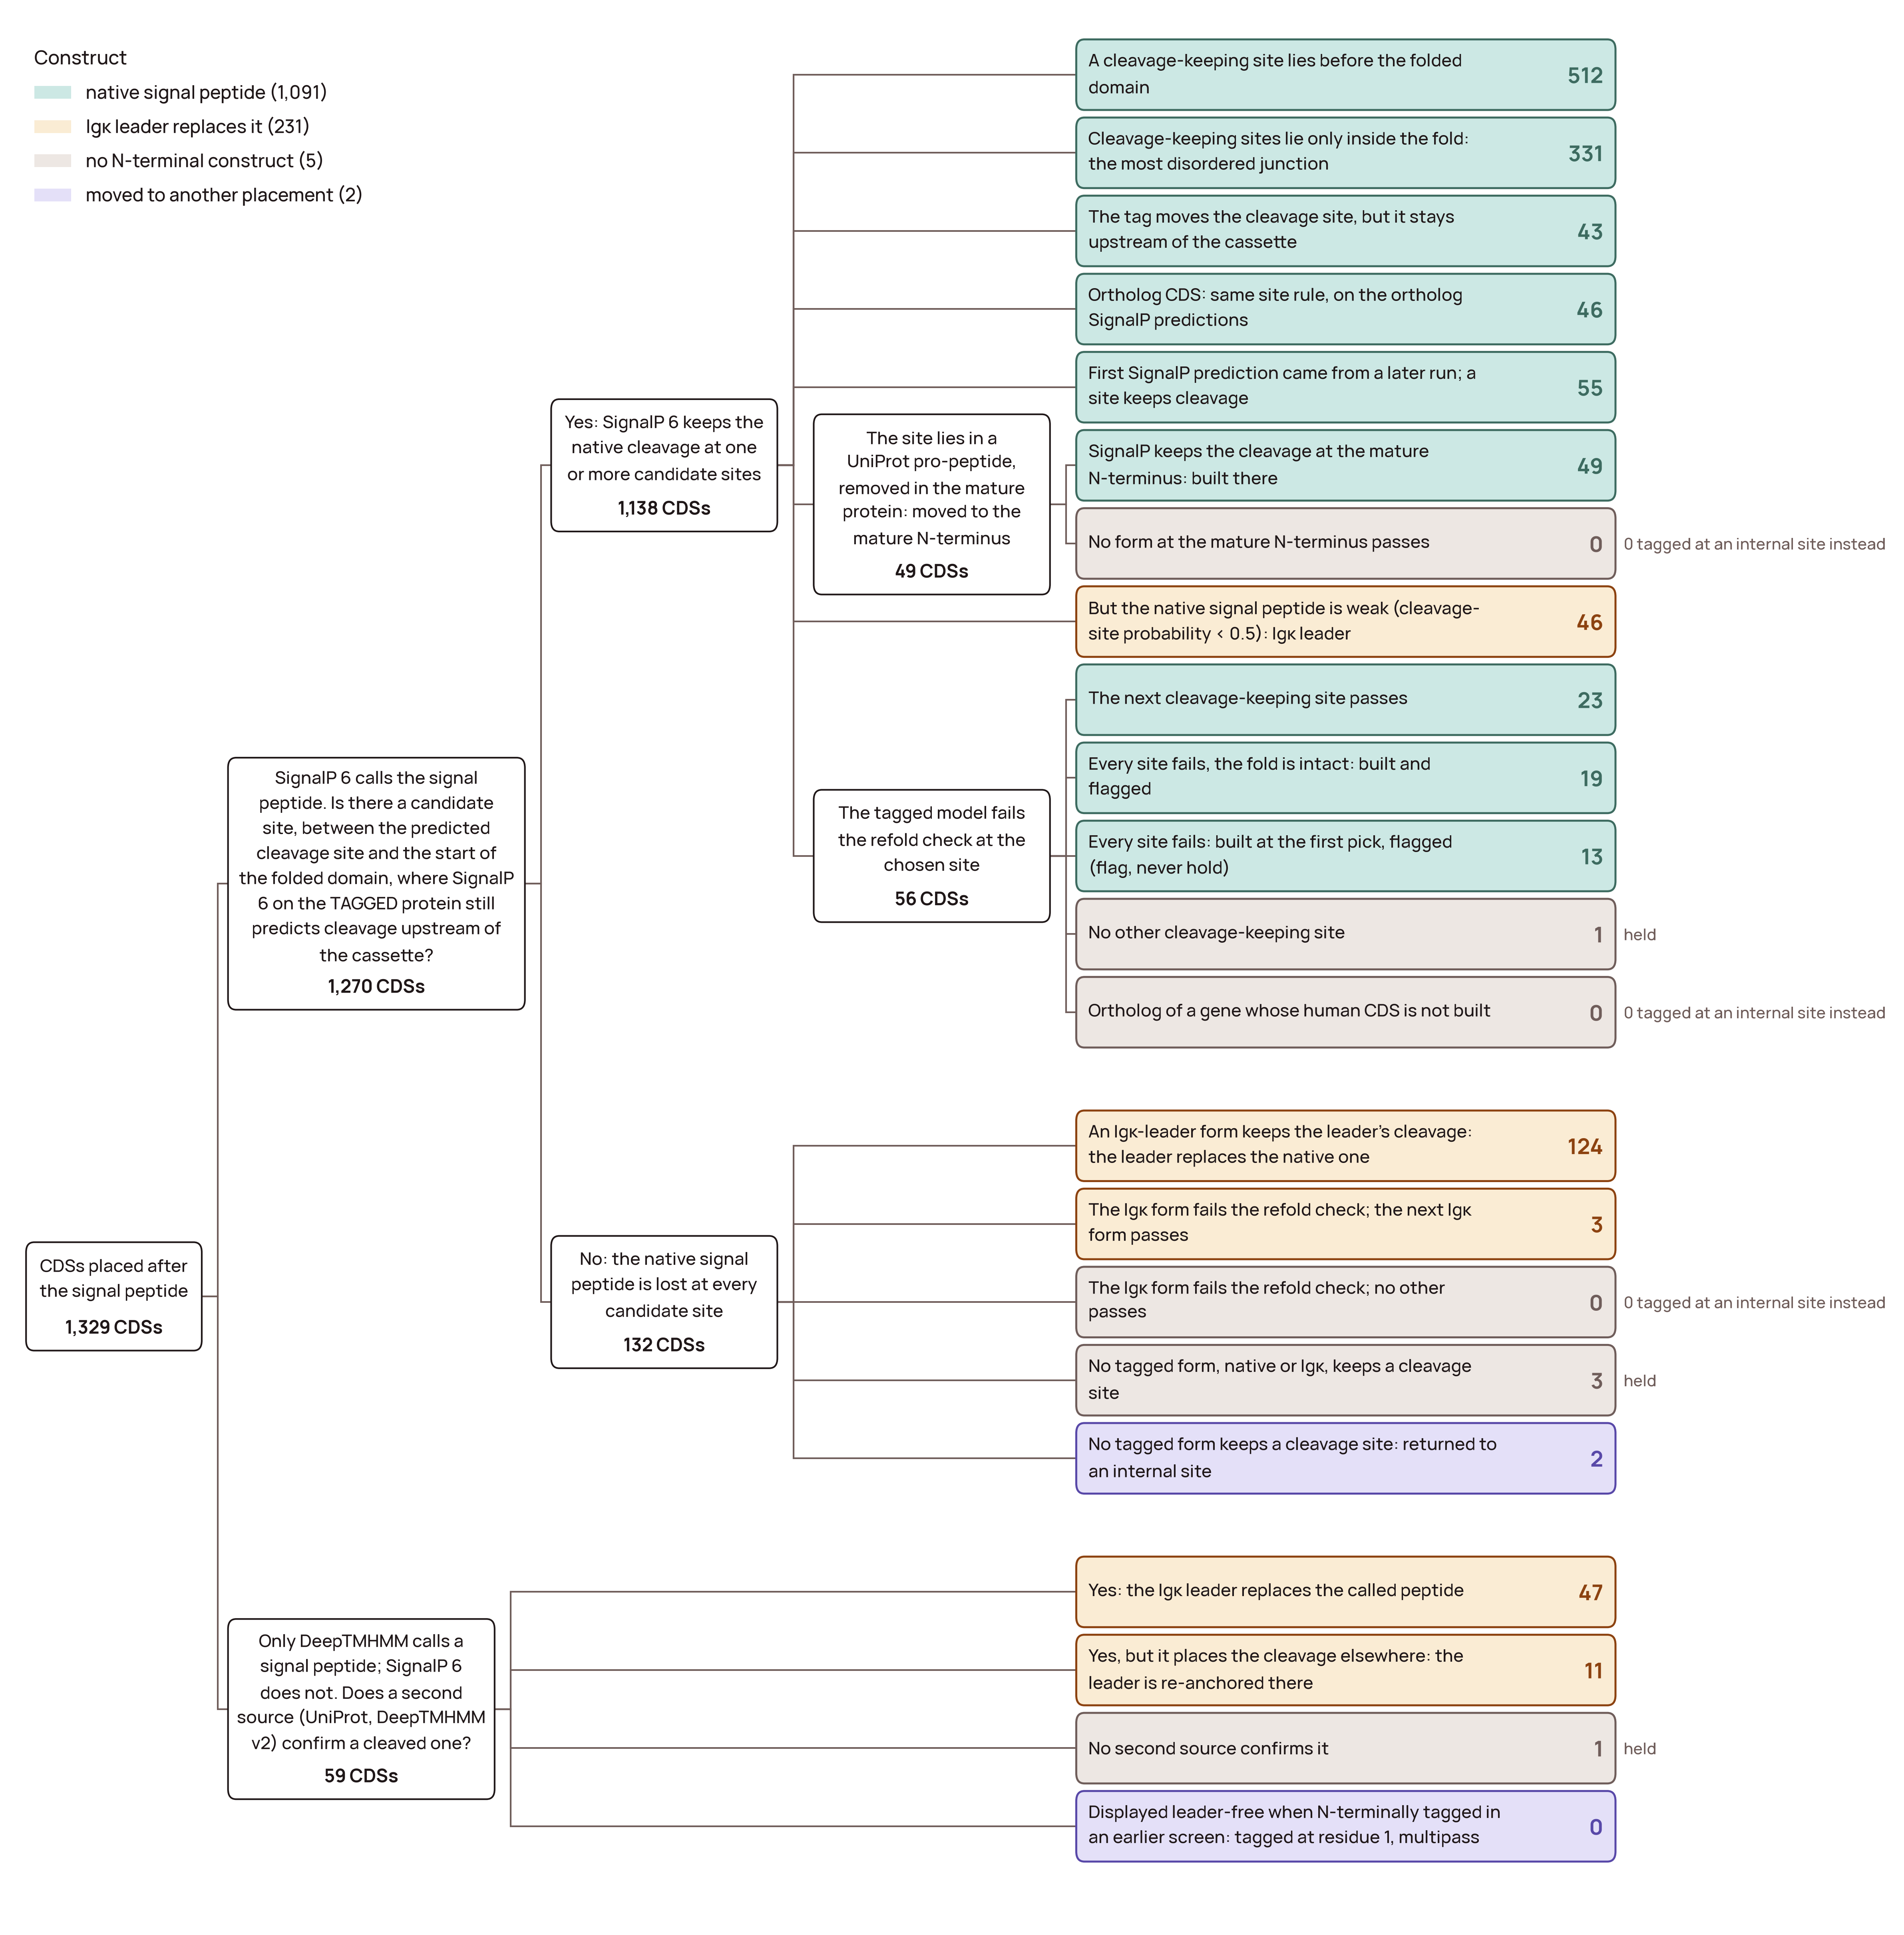 Construct
native signal peptide (1,091)
Igκ leader replaces it (231)
no N-terminal construct (5)
moved to another placement (2)
CDSs placed after
the signal peptide
1,329 CDSs
SignalP 6 calls the signal
peptide. Is there a candidate
site, between the predicted
cleavage site and the start of
the folded domain, where SignalP
6 on the TAGGED protein still
predicts cleavage upstream of
the cassette?
1,270 CDSs
Only DeepTMHMM calls a
signal peptide; SignalP 6
does not. Does a second
source (UniProt, DeepTMHMM
v2) confirm a cleaved one?
59 CDSs
Yes: SignalP 6 keeps the
native cleavage at one
or more candidate sites
1,138 CDSs
No: the native signal
peptide is lost at every
candidate site
132 CDSs
The site lies in a
UniProt pro-peptide,
removed in the mature
protein: moved to the
mature N-terminus
49 CDSs
The tagged model fails
the refold check at the
chosen site
56 CDSs
A cleavage-keeping site lies before the folded
domain
512
Cleavage-keeping sites lie only inside the fold:
the most disordered junction
331
The tag moves the cleavage site, but it stays
upstream of the cassette
43
Ortholog CDS: same site rule, on the ortholog
SignalP predictions
46
First SignalP prediction came from a later run; a
site keeps cleavage
55
SignalP keeps the cleavage at the mature
N-terminus: built there
49
No form at the mature N-terminus passes
0
0 tagged at an internal site instead
But the native signal peptide is weak (cleavage-
site probability < 0.5): Igκ leader
46
The next cleavage-keeping site passes
23
Every site fails, the fold is intact: built and
flagged
19
Every site fails: built at the first pick, flagged
(flag, never hold)
13
No other cleavage-keeping site
1
held
Ortholog of a gene whose human CDS is not built
0
0 tagged at an internal site instead
An Igκ-leader form keeps the leader's cleavage:
the leader replaces the native one
124
The Igκ form fails the refold check; the next Igκ
form passes
3
The Igκ form fails the refold check; no other
passes
0
0 tagged at an internal site instead
No tagged form, native or Igκ, keeps a cleavage
site
3
held
No tagged form keeps a cleavage site: returned to
an internal site
2
Yes: the Igκ leader replaces the called peptide
47
Yes, but it places the cleavage elsewhere: the
leader is re-anchored there
11
No second source confirms it
1
held
Displayed leader-free when N-terminally tagged in
an earlier screen: tagged at residue 1, multipass
0